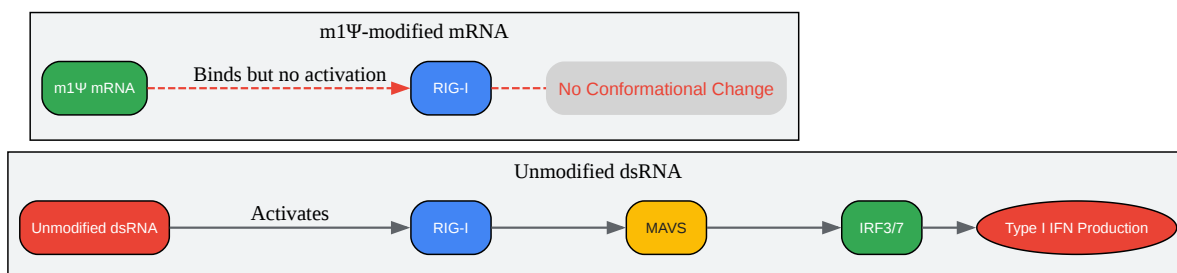 m1Ψ-modified mRNA
m1Ψ mRNA
Binds but no activation
RIG-I
No Conformational Change
Unmodified dsRNA
Unmodified dsRNA
Activates
RIG-I
MAVS
IRF3/7
Type I IFN Production